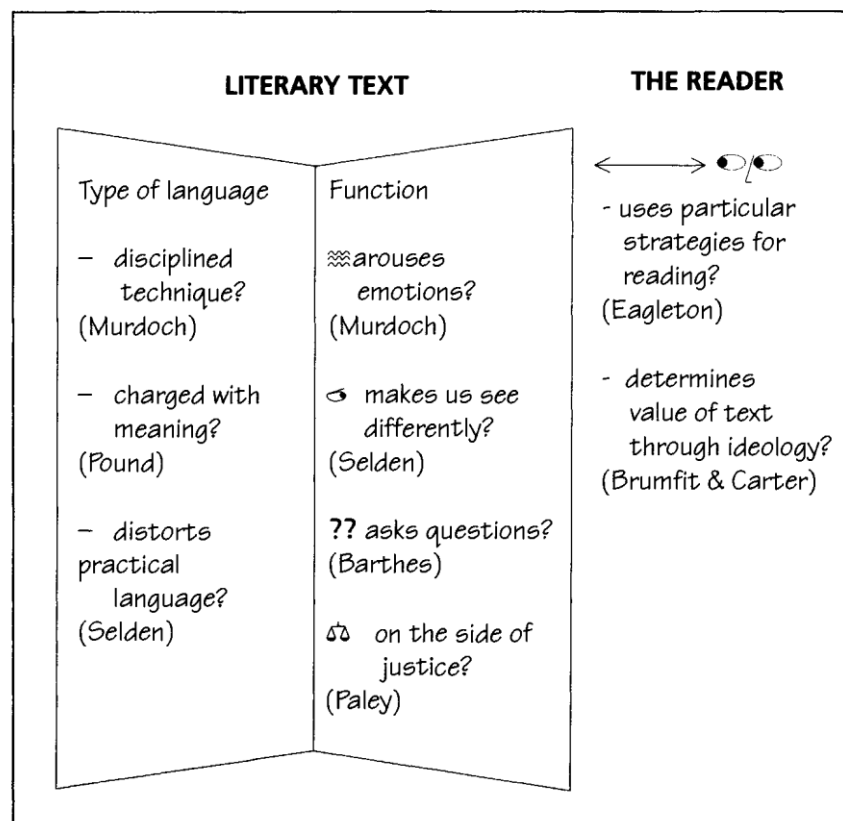 LITERARY TEXT
Type of language
– disciplined
technique?
(Murdoch)
– charged with
meaning?
(Pound)
– distorts
practical
language?
(Selden)
Function
arouses
emotions?
(Murdoch)
makes us see
differently?
(Selden)
?? asks questions?
(Barthes)
on the side of
justice?
(Paley)
THE READER
- uses particular
strategies for
reading?
(Eagleton)
- determines
value of text
through ideology?
(Brumfit & Carter)